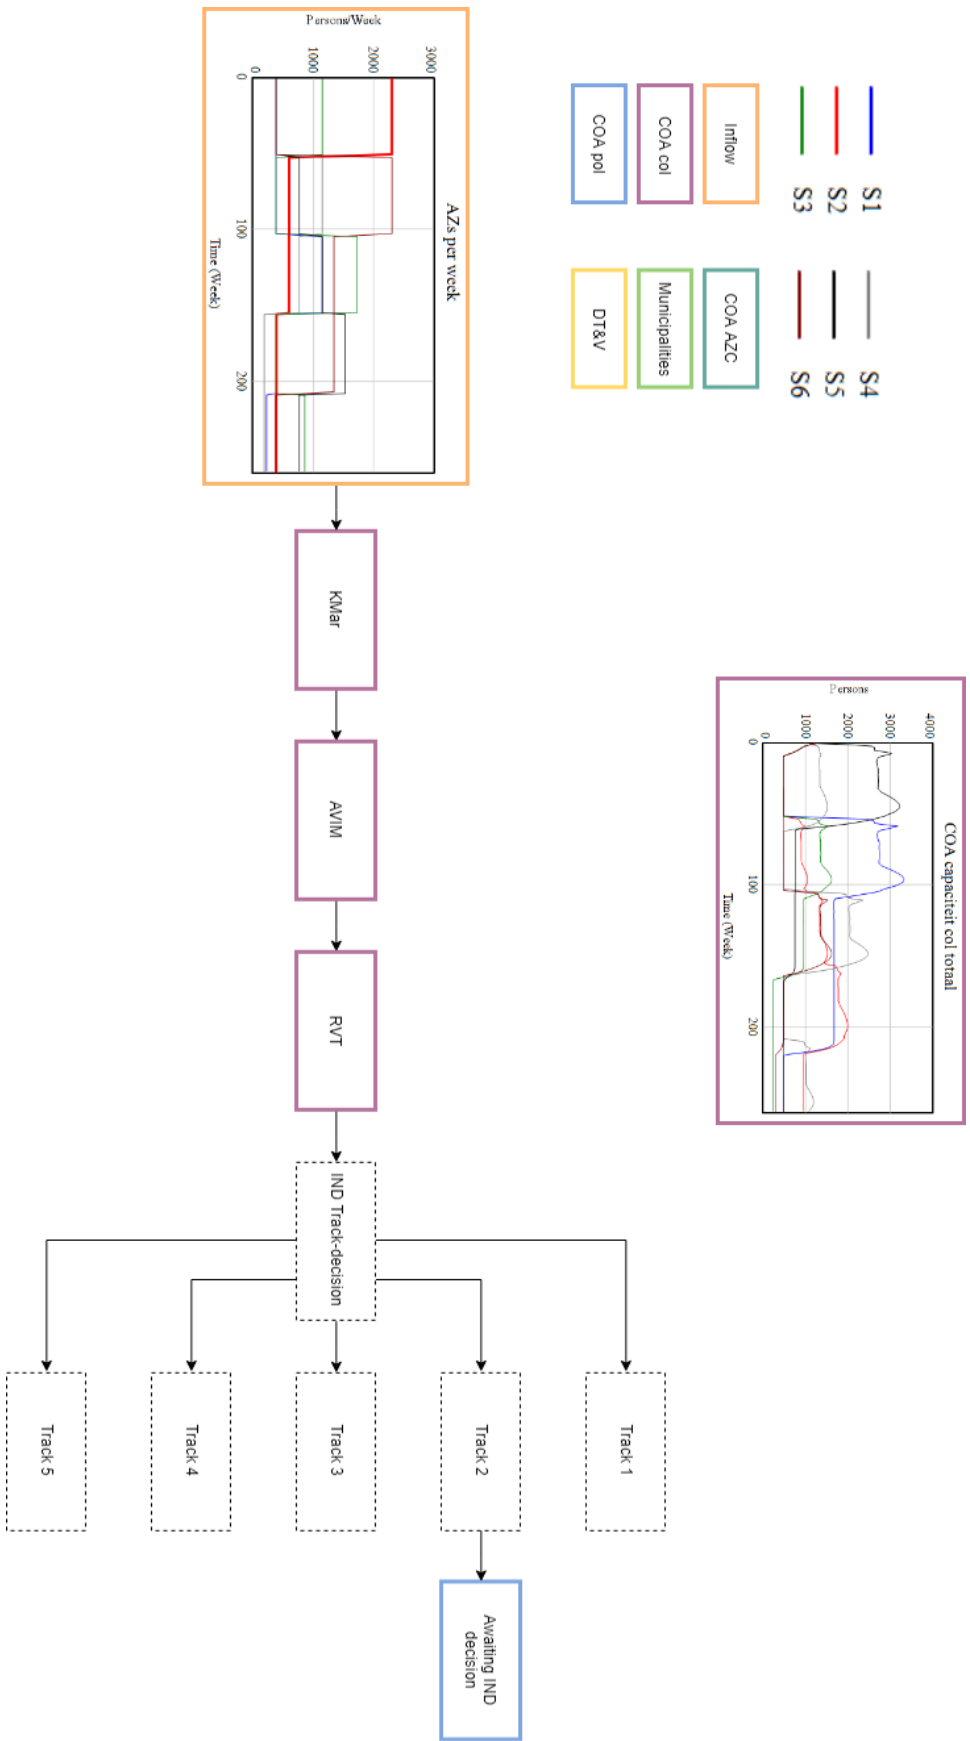 S1
S2
S3
S4
S5
S6
Inflow
COA col
COA pol
COA AZC
Municipalities
DT&V
COA capaciteit col totaal
4000
3000
2000
1000
0
Persons
0
100
200
Time (Week)
AZs per week
3000
2000
1000
0
Persons/Week
0
100
200
Time (Week)
KMar
AVIM
RVT
IND Track-decision
Track 1
Track 2
Track 3
Track 4
Track 5
Awaiting IND
decision